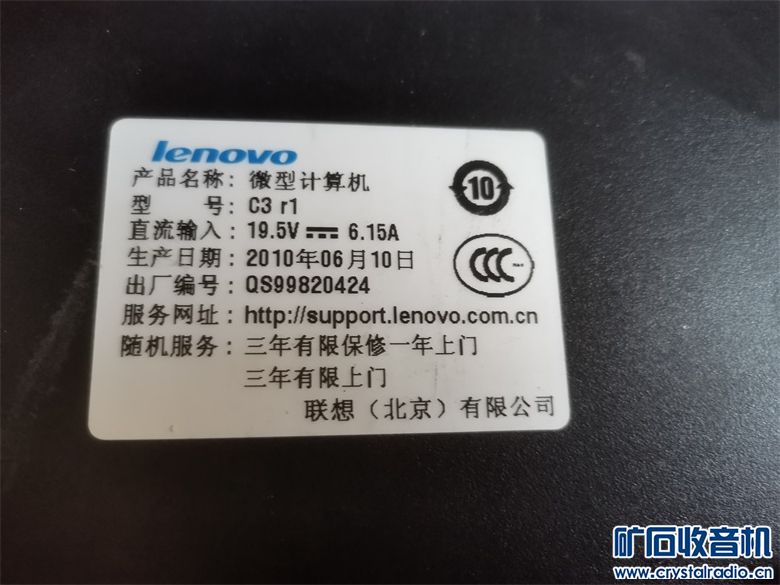 lenovo
产品名称：微型计算机
型 号：C3 r1
直流输入：19.5V 6.15A
生产日期：2010年06月10日
出厂编号：QS99820424
服务网址：http://support.lenovo.com.cn
随机服务：三年有限保修一年上门
三年有限上门
联想（北京）有限公司
10
CCC
矿石收音机
www.crystalradio.cn